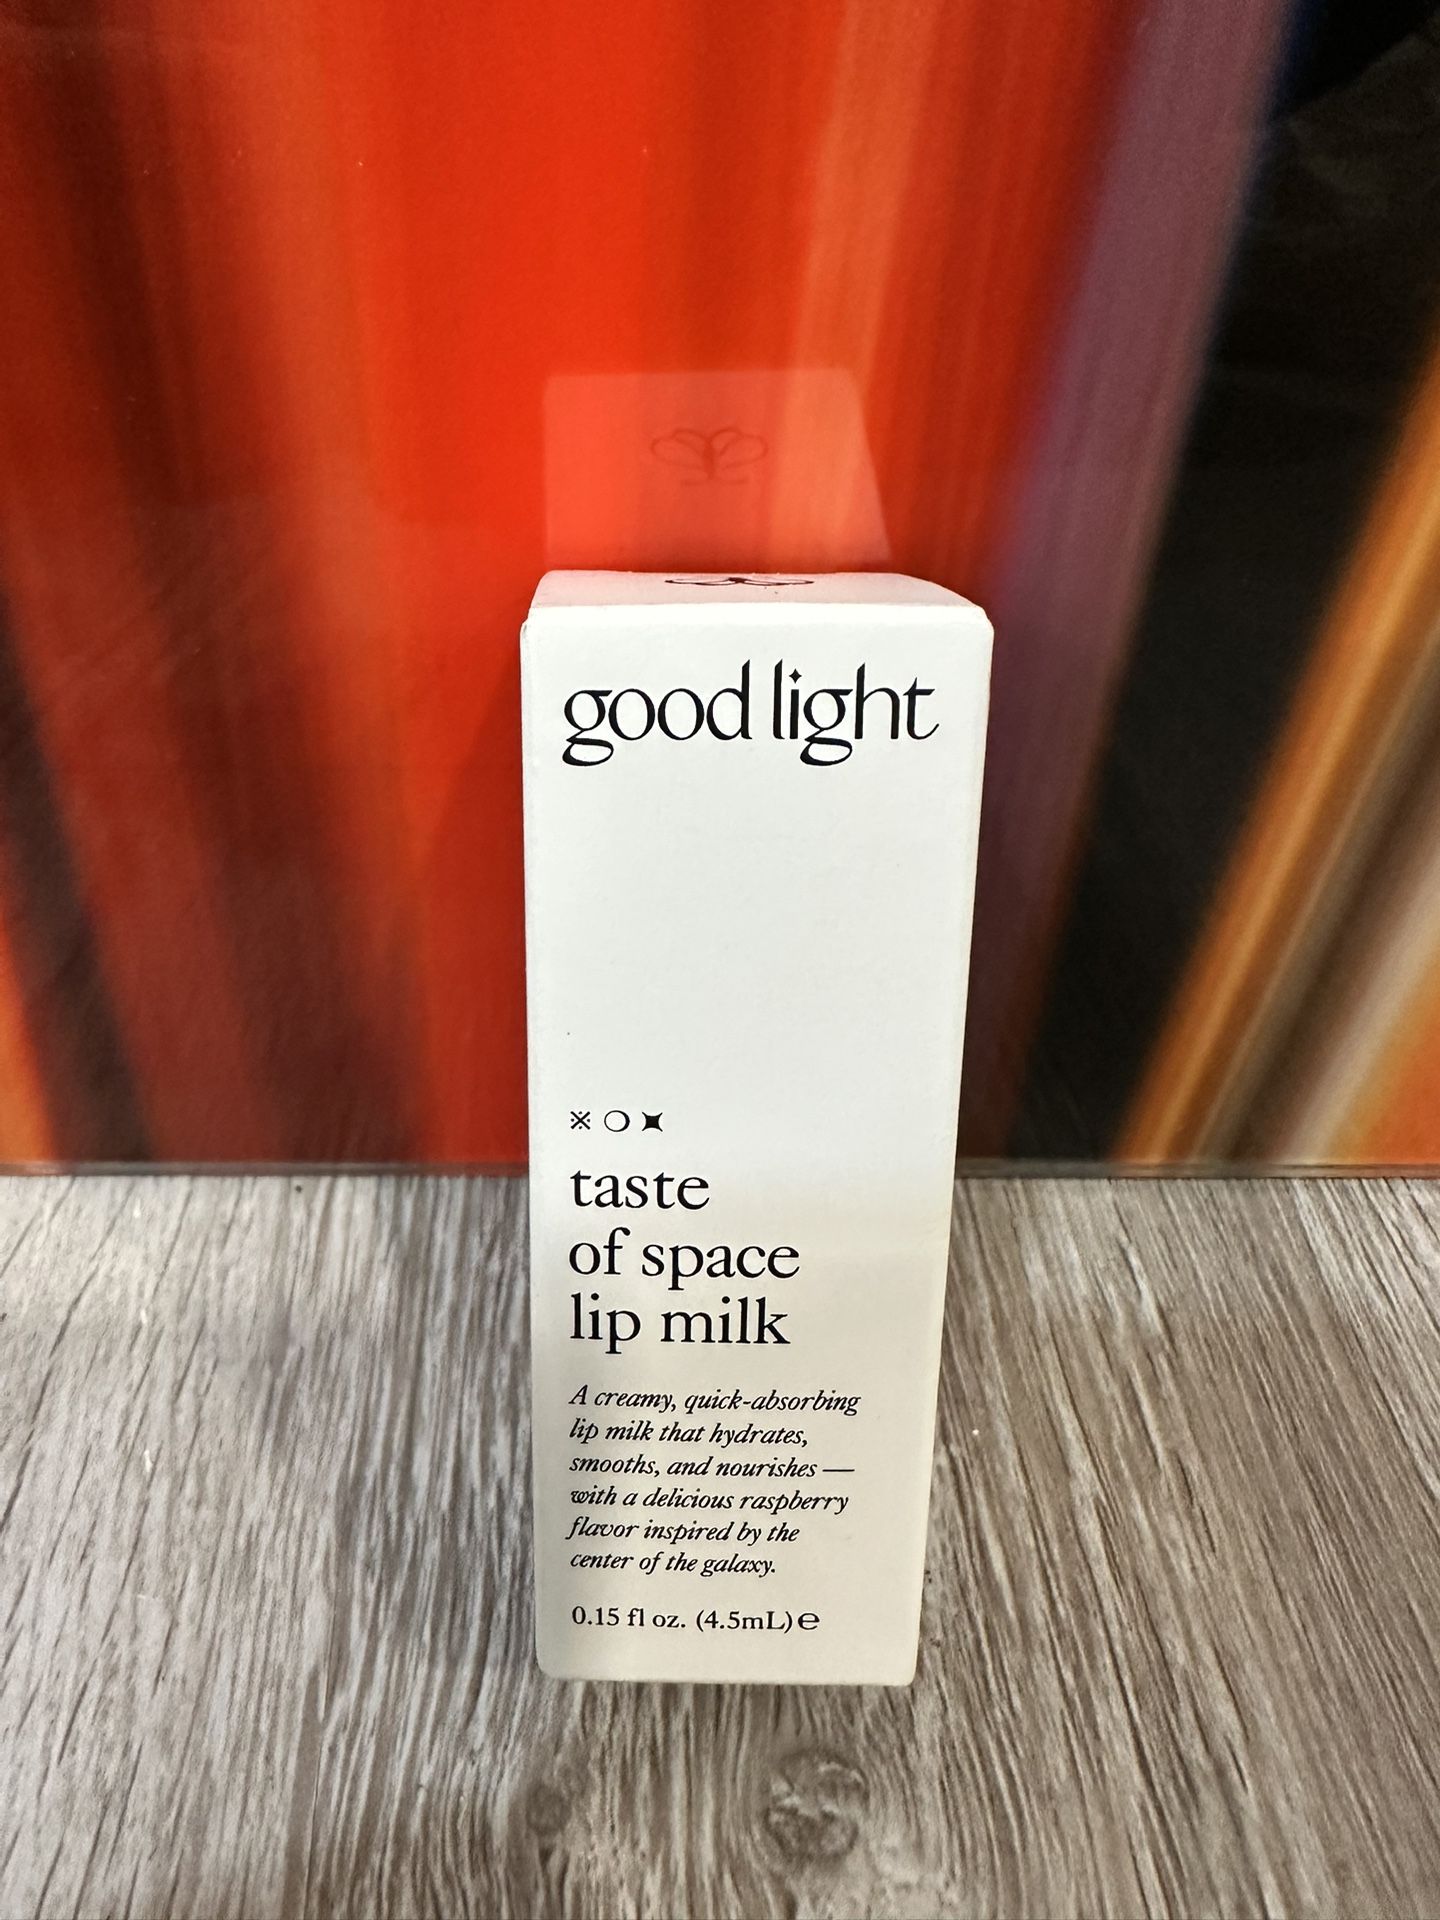 good light
※ ❍ ✦
taste
of space
lip milk
A creamy, quick-absorbing
lip milk that hydrates,
smooths, and nourishes —
with a delicious raspberry
flavor inspired by the
center of the galaxy.
0.15 fl oz. (4.5mL) ℮